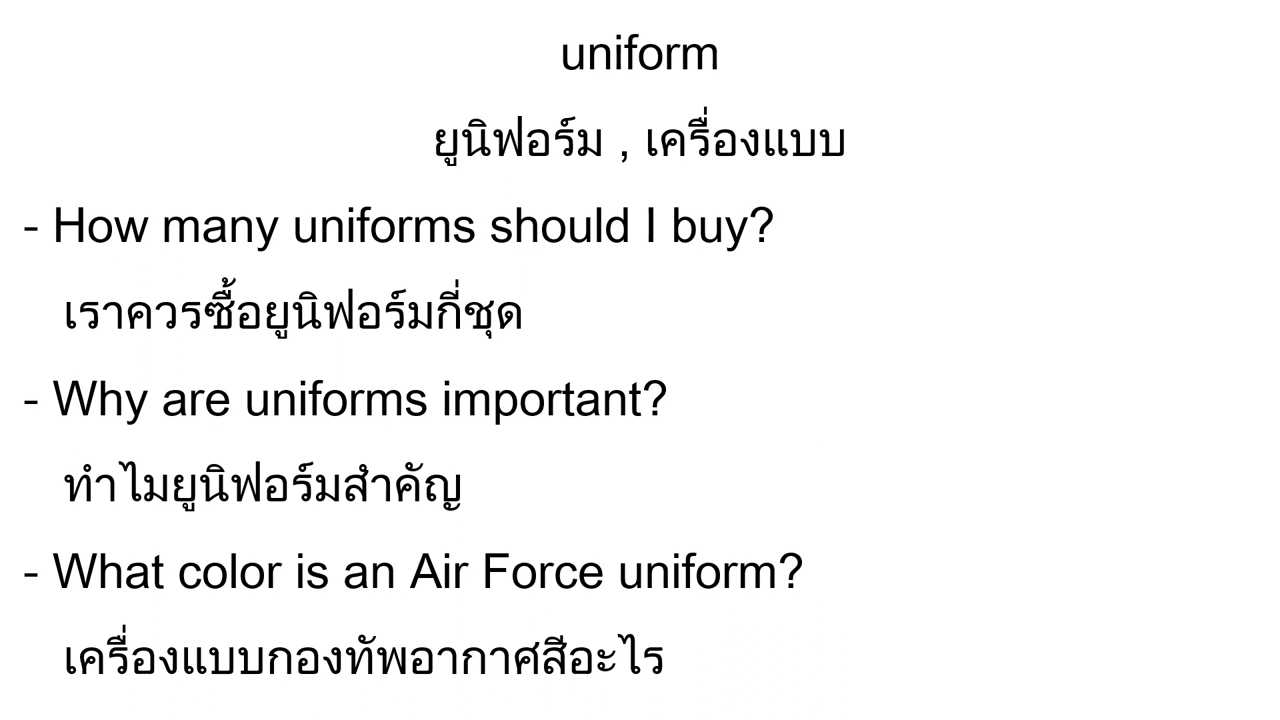 uniform
ยูนิฟอร์ม , เครื่องแบบ
- How many uniforms should I buy?
เราควรซื้อยูนิฟอร์มกี่ชุด
- Why are uniforms important?
ทำไมยูนิฟอร์มสำคัญ
- What color is an Air Force uniform?
เครื่องแบบกองทัพอากาศสีอะไร